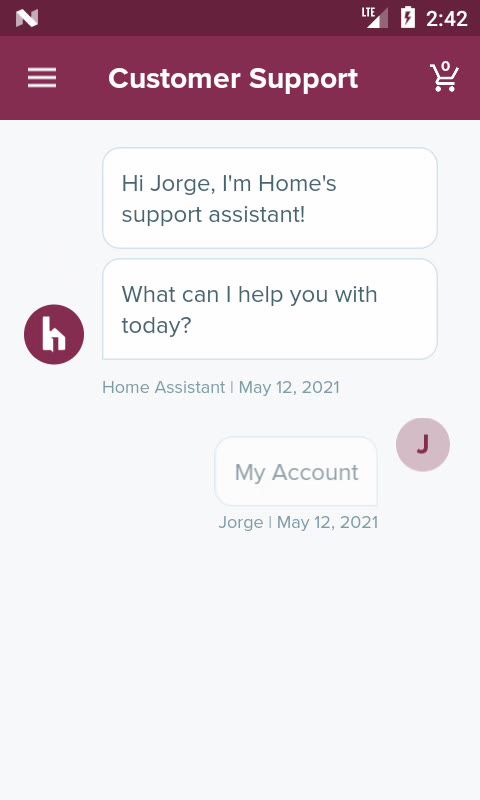 LTE 2:42
Customer Support
0
Hi Jorge, I'm Home's
support assistant!
What can I help you with
today?
h
Home Assistant | May 12, 2021
J
My Account
Jorge | May 12, 2021